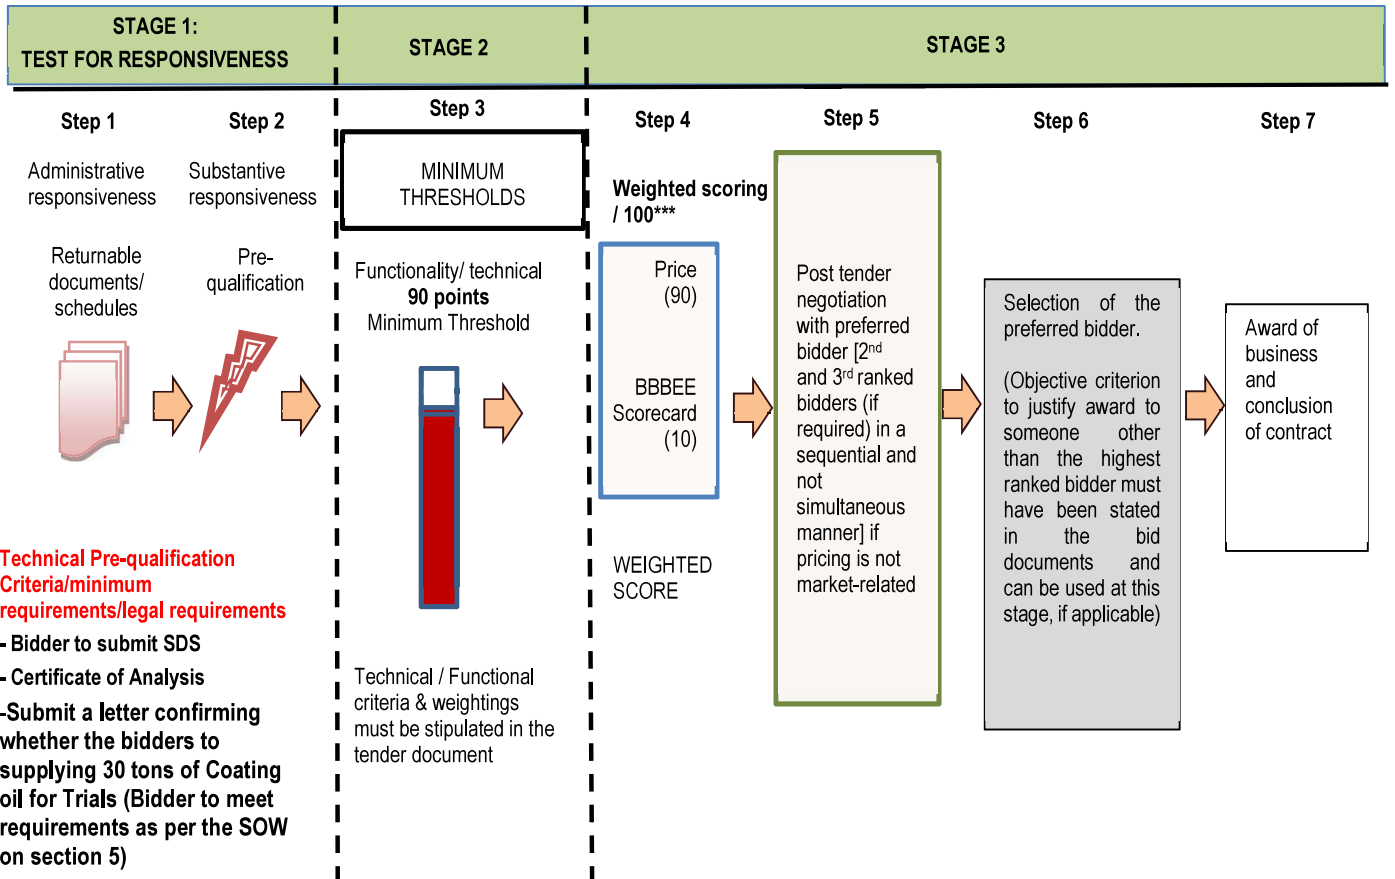 STAGE 1:
TEST FOR RESPONSIVENESS
STAGE 2
STAGE 3
Step 1
Step 2
Step 3
Step 4
Step 5
Step 6
Step 7
Administrative
responsiveness
Returnable
documents/
schedules
Substantive
responsiveness
Pre-
qualification
Technical Pre-qualification
Criteria/minimum
requirements/legal requirements
- Bidder to submit SDS
- Certificate of Analysis
-Submit a letter confirming
whether the bidders to
supplying 30 tons of Coating
oil for Trials (Bidder to meet
requirements as per the SOW
on section 5)
MINIMUM
THRESHOLDS
Functionality/ technical
90 points
Minimum Threshold
Technical / Functional
criteria & weightings
must be stipulated in the
tender document
Weighted scoring
/ 100***
Price
(90)
BBBEE
Scorecard
(10)
WEIGHTED
SCORE
Post tender
negotiation
with preferred
bidder [2nd
and 3rd ranked
bidders (if
required) in a
sequential and
not
simultaneous
manner] if
pricing is not
market-related
Selection of the
preferred bidder.
(Objective criterion
to justify award to
someone other
than the highest
ranked bidder must
have been stated
in the bid
documents and
can be used at this
stage, if applicable)
Award of
business
and
conclusion
of contract